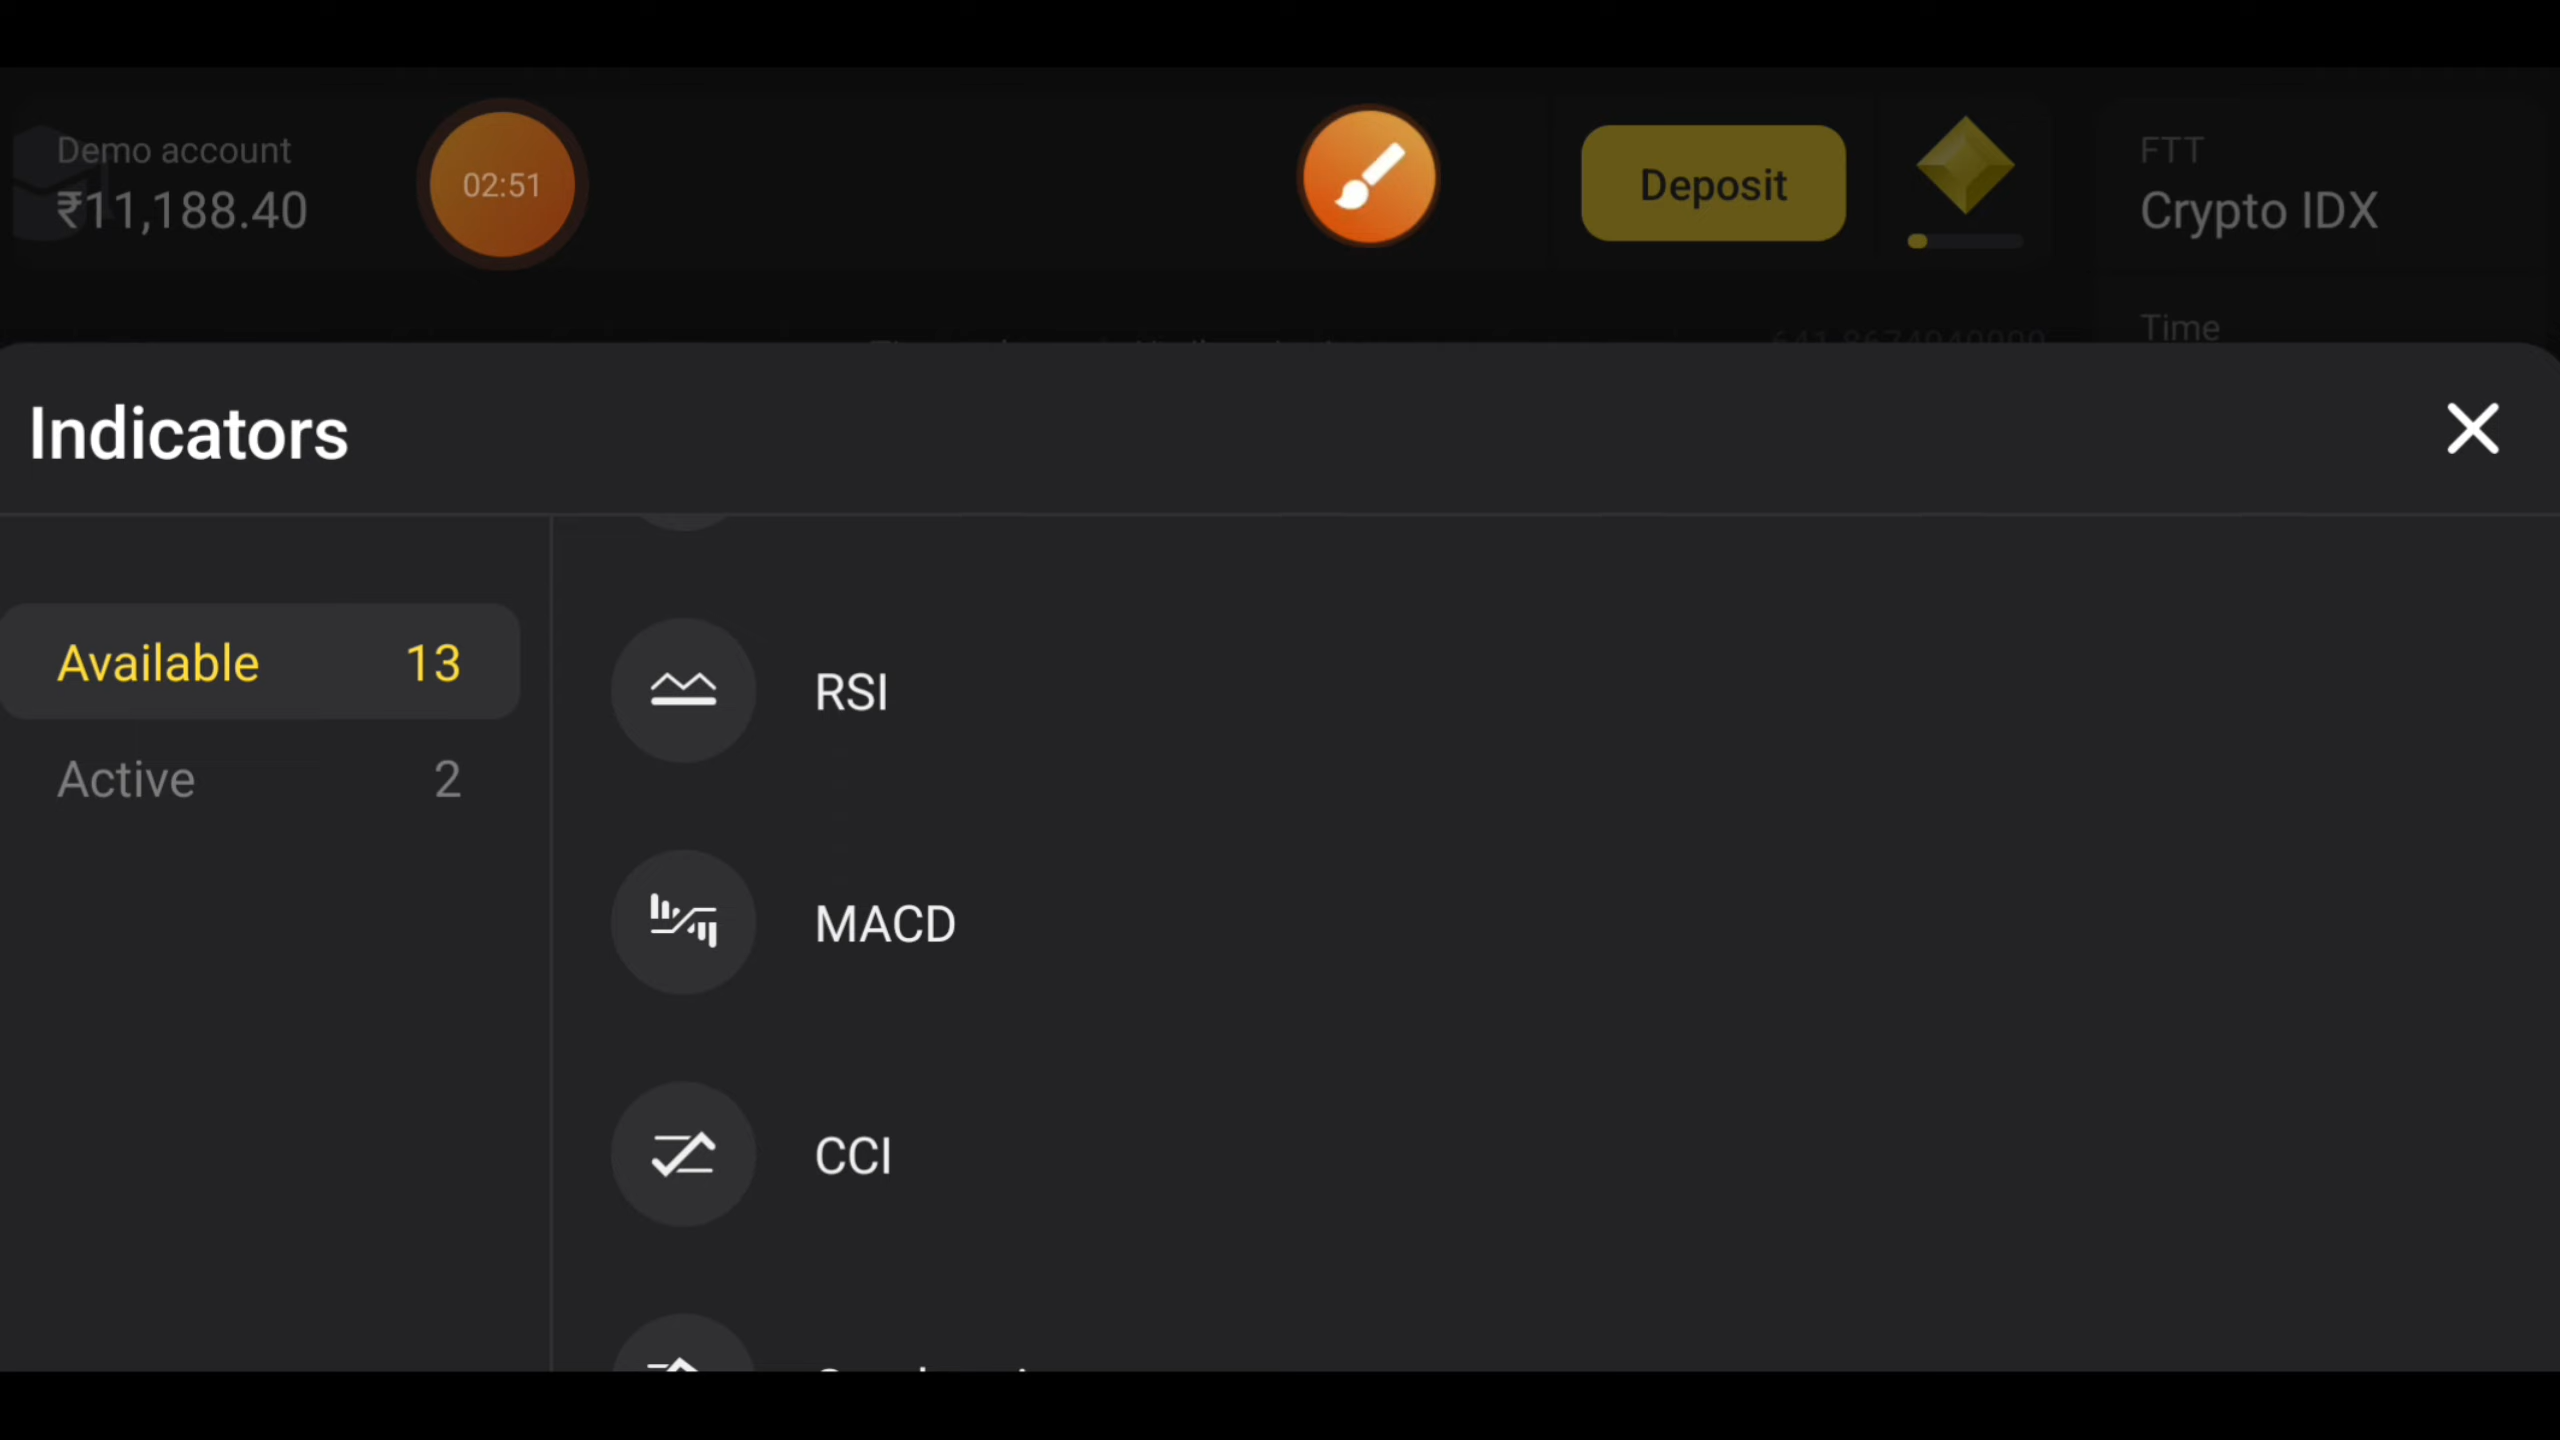 Demo account
₹11,188.40
02:51
Deposit
FTT
Crypto IDX
Time
Indicators
Available 13
Active 2
RSI
MACD
CCI